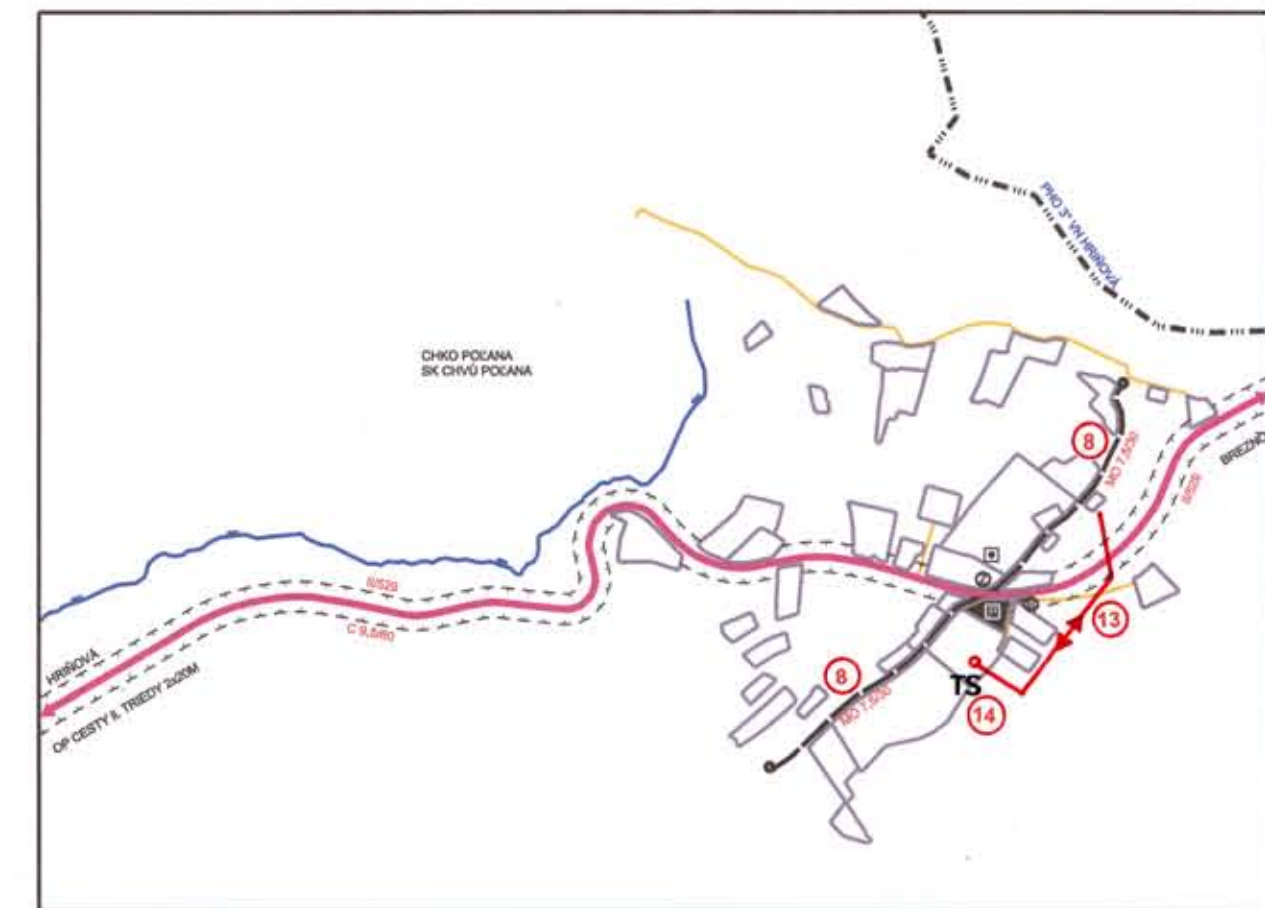 PHO 3° VN HRIŇOVÁ
CHKO POĽANA
SK CHVÚ POĽANA
8
MO 7,5/30
BREZNO
II/529
II/529
C 9,5/60
13
HRIŇOVÁ
OP CESTY II. TRIEDY 2x20M
8
MO 7,5/30
TS
14